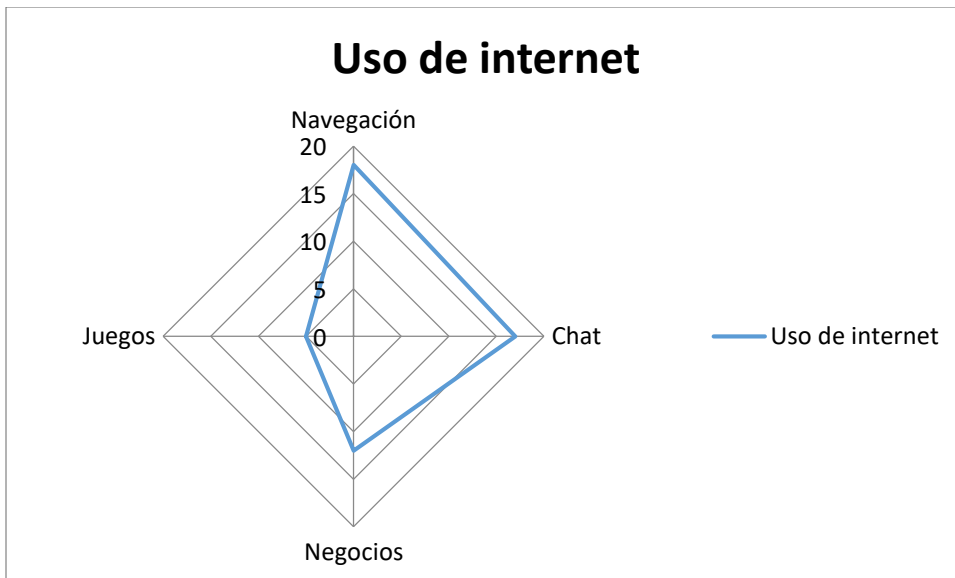 Uso de internet
Navegación
20
15
10
5
0
Juegos
Chat
Negocios
Uso de internet